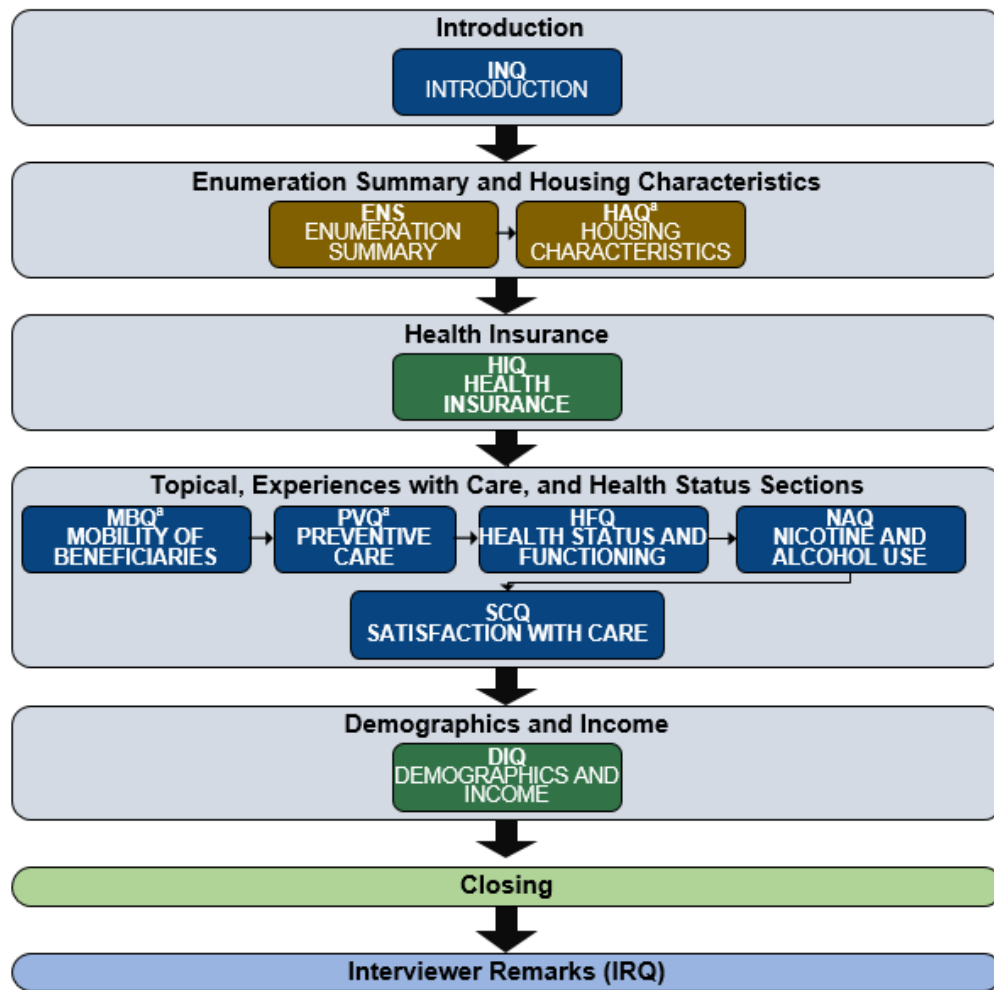 Introduction
INQ
INTRODUCTION
Enumeration Summary and Housing Characteristics
ENS
ENUMERATION
SUMMARY
HAQᵃ
HOUSING
CHARACTERISTICS
Health Insurance
HIQ
HEALTH
INSURANCE
Topical, Experiences with Care, and Health Status Sections
MBQᵃ
MOBILITY OF
BENEFICIARIES
PVQᵃ
PREVENTIVE
CARE
HFQ
HEALTH STATUS AND
FUNCTIONING
NAQ
NICOTINE AND
ALCOHOL USE
SCQ
SATISFACTION WITH CARE
Demographics and Income
DIQ
DEMOGRAPHICS AND
INCOME
Closing
Interviewer Remarks (IRQ)